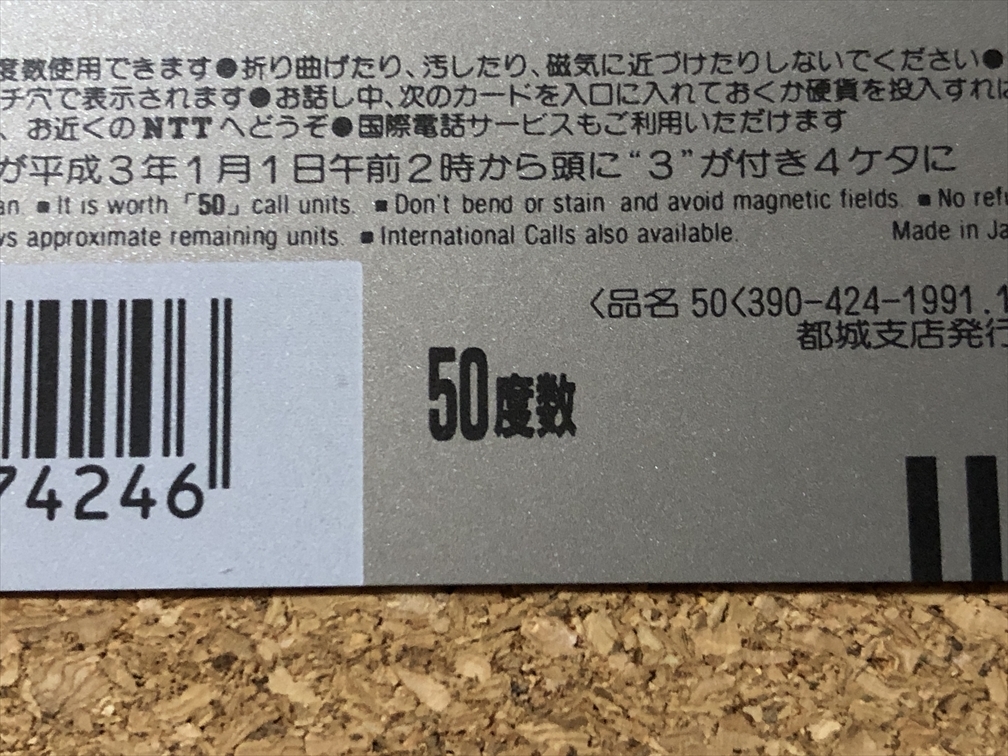 度数使用できます●折り曲げたり、汚したり、磁気に近づけたりしないでください●
チ穴で表示されます●お話し中、次のカードを入口に入れておくか硬貨を投入すれば
、お近くのNTTへどうぞ●国際電話サービスもご利用いただけます
が平成3年1月1日午前2時から頭に“3”が付き4ケタに
an. ■It is worth「50」call units. ■Don't bend or stain and avoid magnetic fields. ■No refu
ws approximate remaining units. ■International Calls also available. Made in Ja
〈品名 50〈390-424-1991.1
都城支店発行
50度数
74246